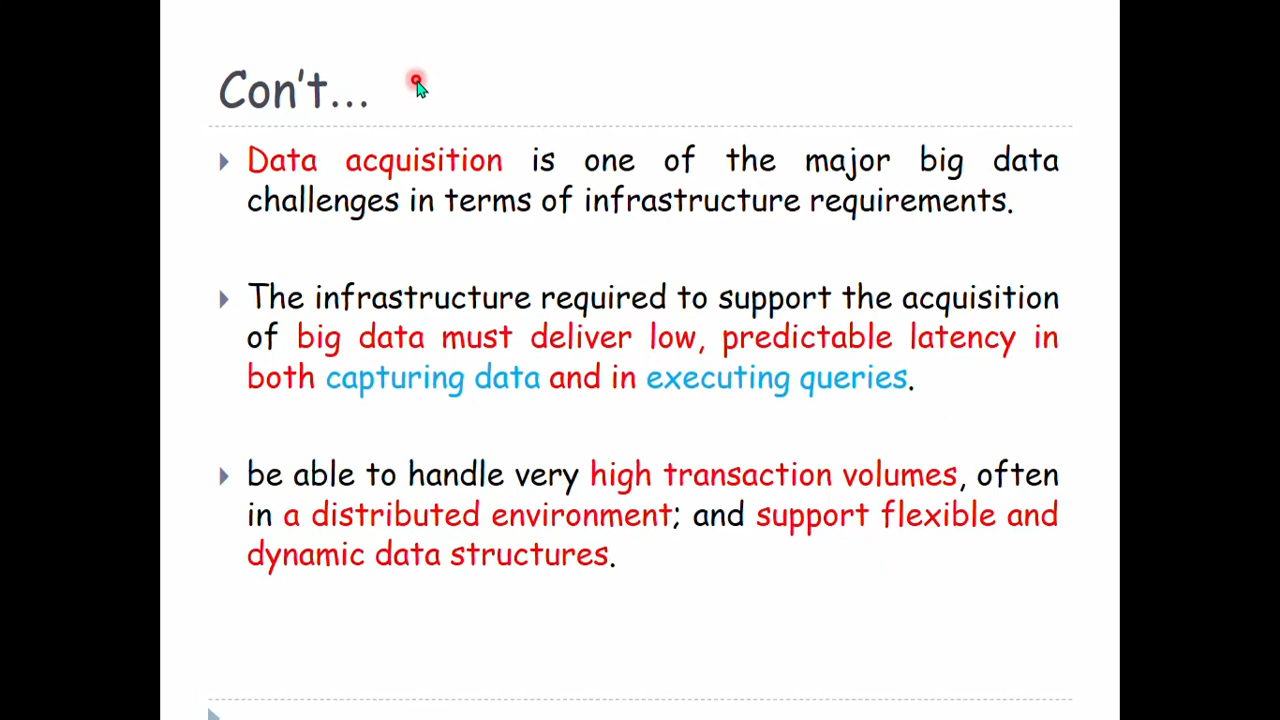 Con't...
Data acquisition is one of the major big data
challenges in terms of infrastructure requirements.
The infrastructure required to support the acquisition
of big data must deliver low, predictable latency in
both capturing data and in executing queries.
be able to handle very high transaction volumes, often
in a distributed environment; and support flexible and
dynamic data structures.